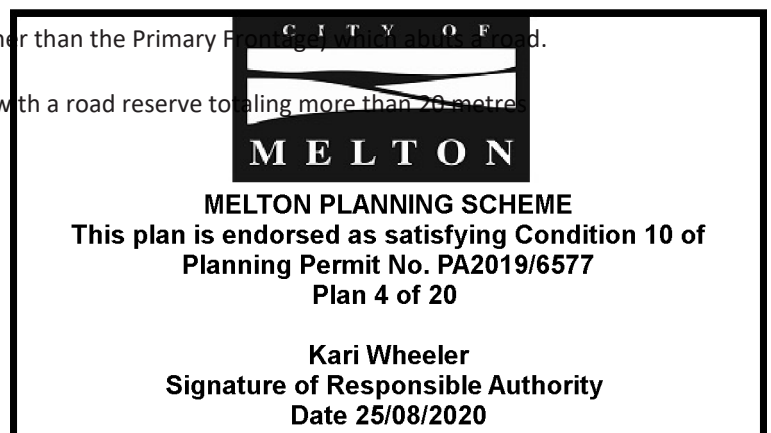 CITY OF
er than the Primary Frontage) which abuts a road.
with a road reserve totaling more than 20 metres
MELTON
MELTON PLANNING SCHEME
This plan is endorsed as satisfying Condition 10 of
Planning Permit No. PA2019/6577
Plan 4 of 20
Kari Wheeler
Signature of Responsible Authority
Date 25/08/2020